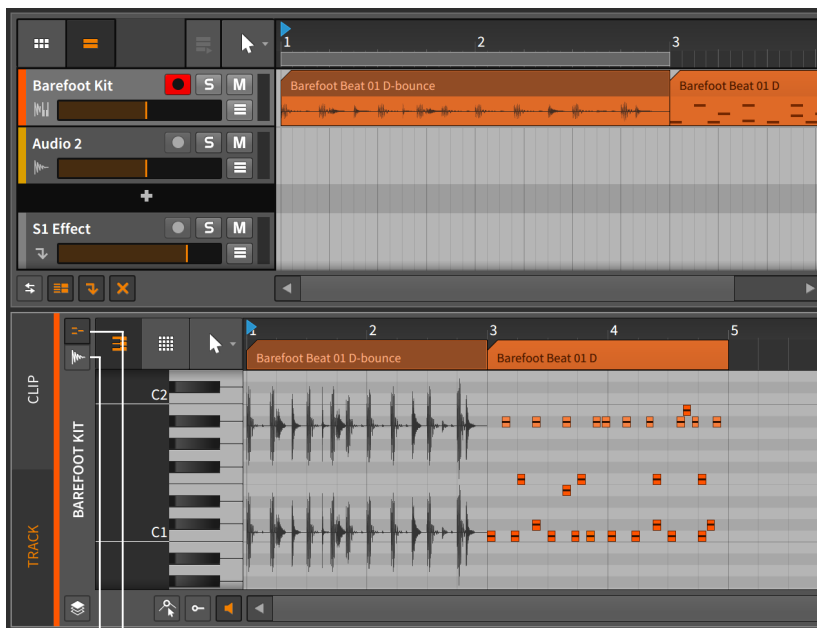 1
2
3
Barefoot Kit
S
M
Barefoot Beat 01 D-bounce
Barefoot Beat 01 D
Audio 2
S
M
S1 Effect
S
M
1
2
3
4
5
Barefoot Beat 01 D-bounce
Barefoot Beat 01 D
CLIP
TRACK
BAREFOOT KIT
C2
C1